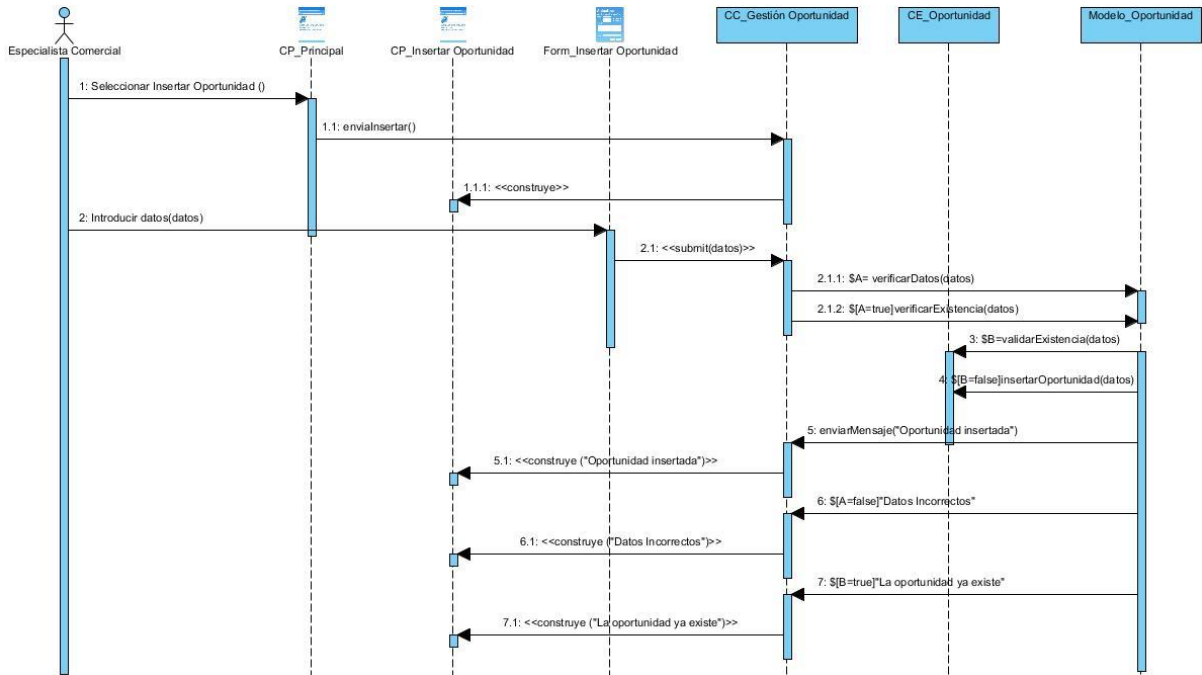 CC_Gestión Oportunidad
CE_Oportunidad
Modelo_Oportunidad
Especialista Comercial
CP_Principal
CP_Insertar Oportunidad
Form_Insertar Oportunidad
1: Seleccionar Insertar Oportunidad ()
1.1: enviaInsertar()
1.1.1: <<construye>>
2: Introducir datos(datos)
2.1: <<submit(datos)>>
2.1.1: $A= verificarDatos(datos)
2.1.2: $[A=true]verificarExistencia(datos)
3: $B=validarExistencia(datos)
4: $[B=false]insertarOportunidad(datos)
5: enviarMensaje("Oportunidad insertada")
5.1: <<construye ("Oportunidad insertada")>>
6: $[A=false]"Datos Incorrectos"
6.1: <<construye ("Datos Incorrectos")>>
7: $[B=true]"La oportunidad ya existe"
7.1: <<construye ("La oportunidad ya existe")>>